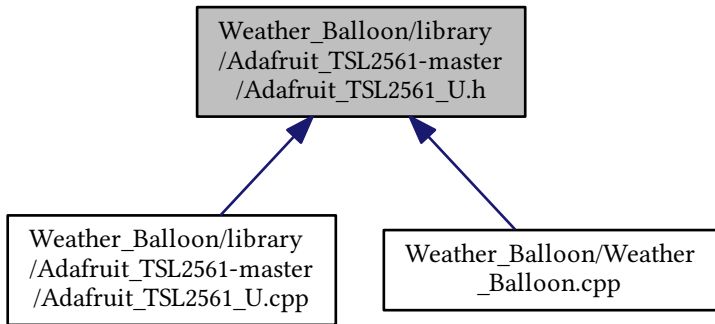 Weather_Balloon/library
/Adafruit_TSL2561-master
/Adafruit_TSL2561_U.h
Weather_Balloon/library
/Adafruit_TSL2561-master
/Adafruit_TSL2561_U.cpp
Weather_Balloon/Weather
_Balloon.cpp